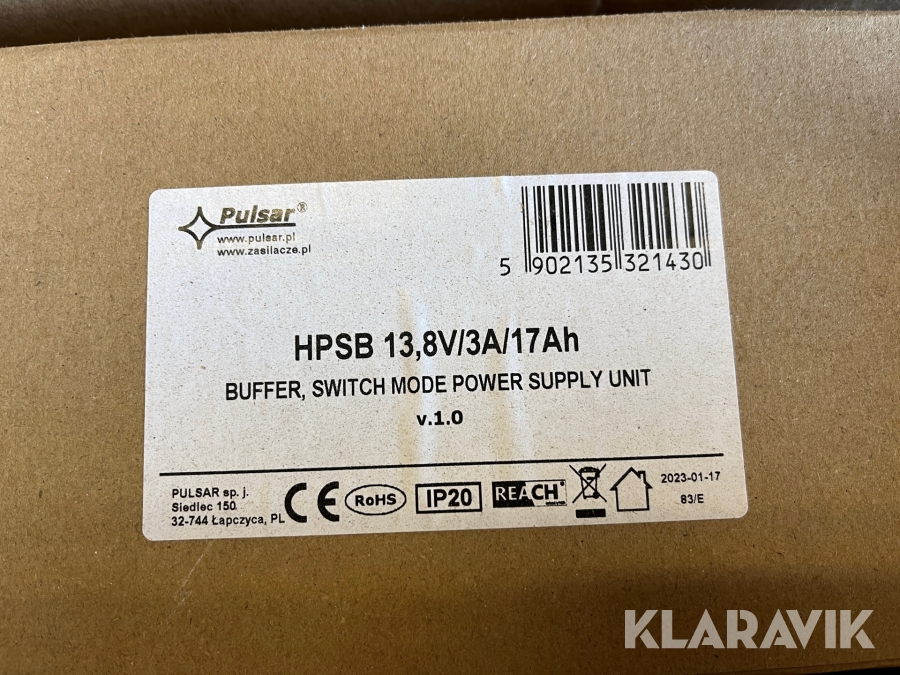 Pulsar®
www.pulsar.pl
www.zasilacze.pl
5 902135 321430
HPSB 13,8V/3A/17Ah
BUFFER, SWITCH MODE POWER SUPPLY UNIT
v.1.0
PULSAR sp. j.
Siedlec 150
32-744 Łapczyca, PL
CE
RoHS
IP20
REACH
2023-01-17
83/E
KLARAVIK